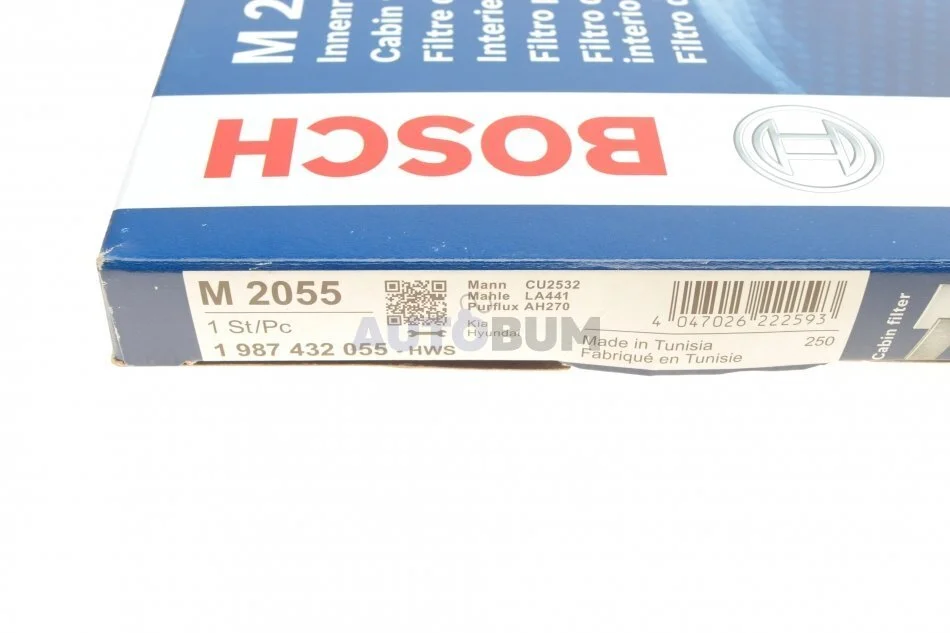 M 2
Innenr
Cabin
Filtre
Interie
Filtro
Filtro
interio
Filtro
BOSCH
M 2055
1 St/Pc
1 987 432 055 - HWS
Mann CU2532
Mahle LA441
Purflux AH270
Kia
Hyundai
4 047026 222593
Made in Tunisia
Fabriqué en Tunisie
250
Cabin filter
AUTOBUM